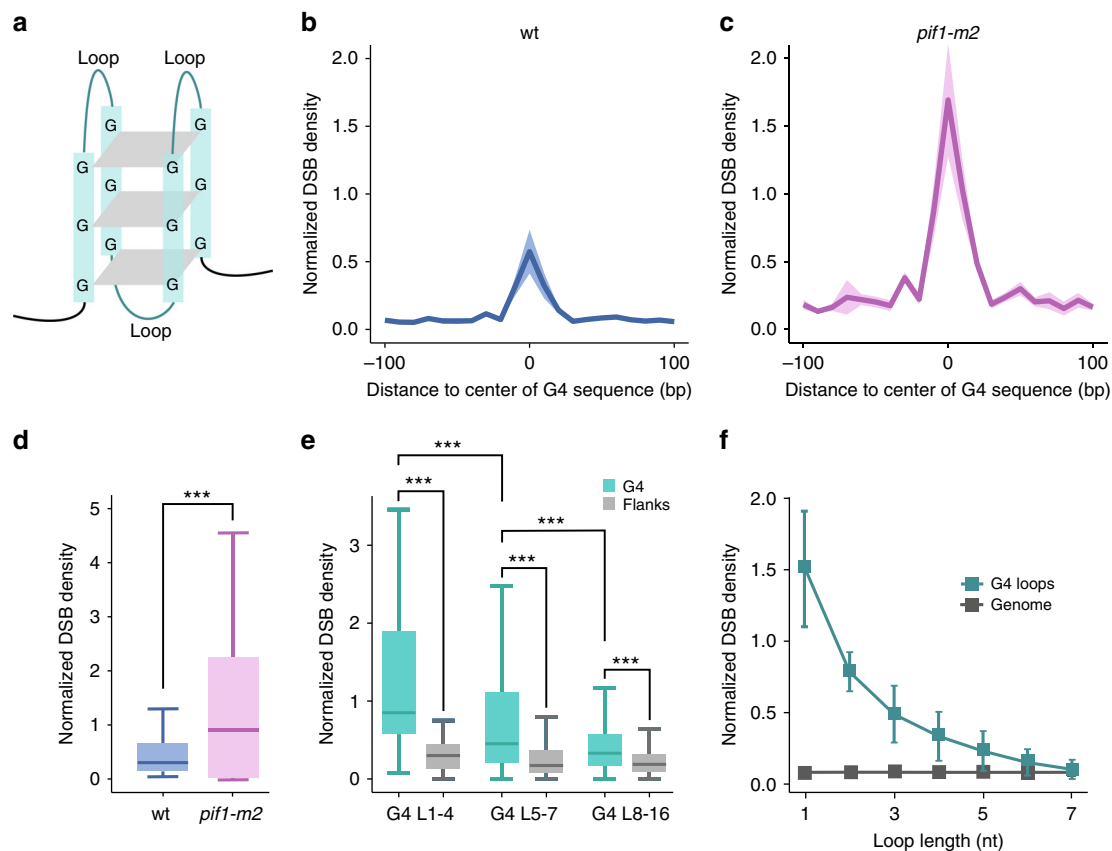 a
Loop Loop
G G
G G
G G
G G
G G
G G
Loop
b
wt
Normalized DSB density
2.0
1.5
1.0
0.5
0.0
–100 0 100
Distance to center of G4 sequence (bp)
c
pif1-m2
Normalized DSB density
2.0
1.5
1.0
0.5
0.0
–100 0 100
Distance to center of G4 sequence (bp)
d
Normalized DSB density
5
4
3
2
1
0
***
wt pif1-m2
e
Normalized DSB density
3
2
1
0
***
***
***
***
***
G4
Flanks
G4 L1-4 G4 L5-7 G4 L8-16
f
Normalized DSB density
2.0
1.5
1.0
0.5
0.0
G4 loops
Genome
1 3 5 7
Loop length (nt)